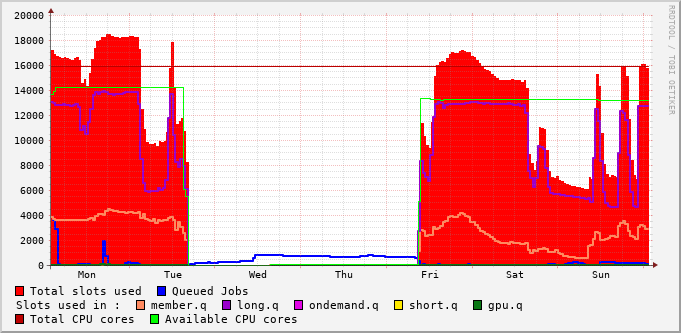 20000
18000
16000
14000
12000
10000
8000
6000
4000
2000
0
Mon Tue Wed Thu Fri Sat Sun
RRDTOOL / TOBI OETIKER
Total slots used Queued Jobs
Slots used in : member.q long.q ondemand.q short.q gpu.q
Total CPU cores Available CPU cores